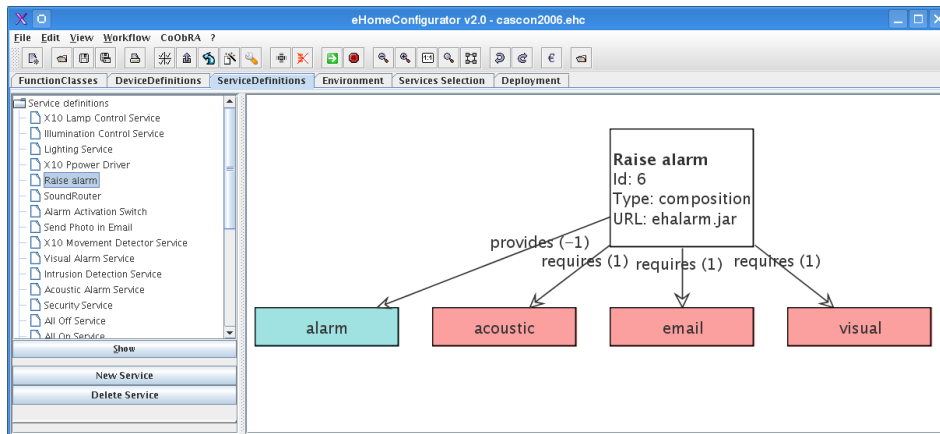 eHomeConfigurator v2.0 - cascon2006.ehc
File Edit View Workflow CoObRA ?
FunctionClasses DeviceDefinitions ServiceDefinitions Environment Services Selection Deployment
Service definitions
X10 Lamp Control Service
Illumination Control Service
Lighting Service
X10 Ppower Driver
Raise alarm
SoundRouter
Alarm Activation Switch
Send Photo in Email
X10 Movement Detector Service
Visual Alarm Service
Intrusion Detection Service
Acoustic Alarm Service
Security Service
All Off Service
All On Service
Show
New Service
Delete Service
Raise alarm
Id: 6
Type: composition
URL: ehalarm.jar
provides (−1)
requires (1)
requires (1)
requires (1)
alarm
acoustic
email
visual